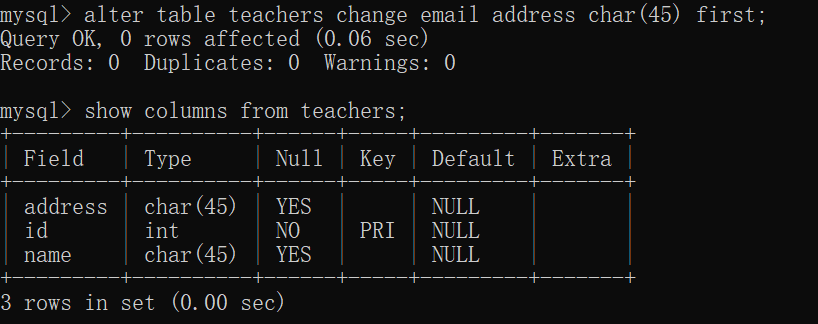 mysql> alter table teachers change email address char(45) first;
Query OK, 0 rows affected (0.06 sec)
Records: 0  Duplicates: 0  Warnings: 0
mysql> show columns from teachers;
+---------+----------+------+-----+---------+-------+
| Field   | Type     | Null | Key | Default | Extra |
+---------+----------+------+-----+---------+-------+
| address | char(45) | YES  |     | NULL    |       |
| id      | int      | NO   | PRI | NULL    |       |
| name    | char(45) | YES  |     | NULL    |       |
+---------+----------+------+-----+---------+-------+
3 rows in set (0.00 sec)